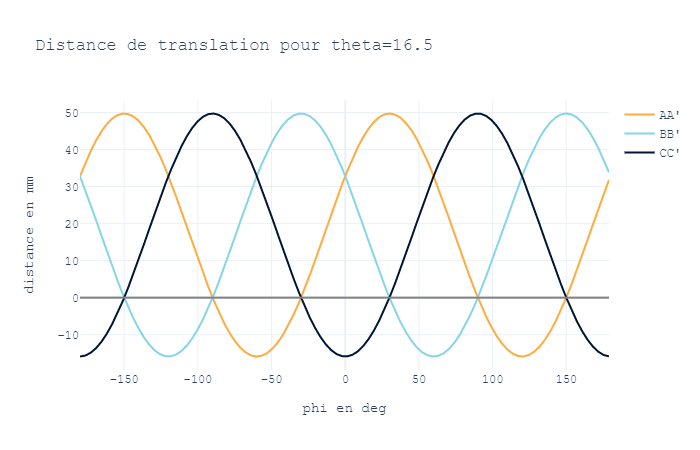 Distance de translation pour theta=16.5
AA'
BB'
CC'
distance en mm
50
40
30
20
10
0
−10
−150
−100
−50
0
50
100
150
phi en deg